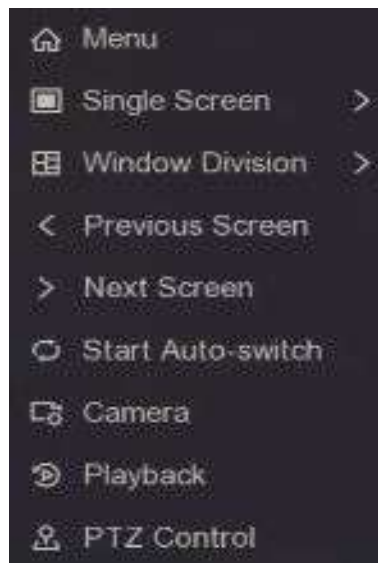 Menu
Single Screen
Window Division
Previous Screen
Next Screen
Start Auto-switch
Camera
Playback
PTZ Control